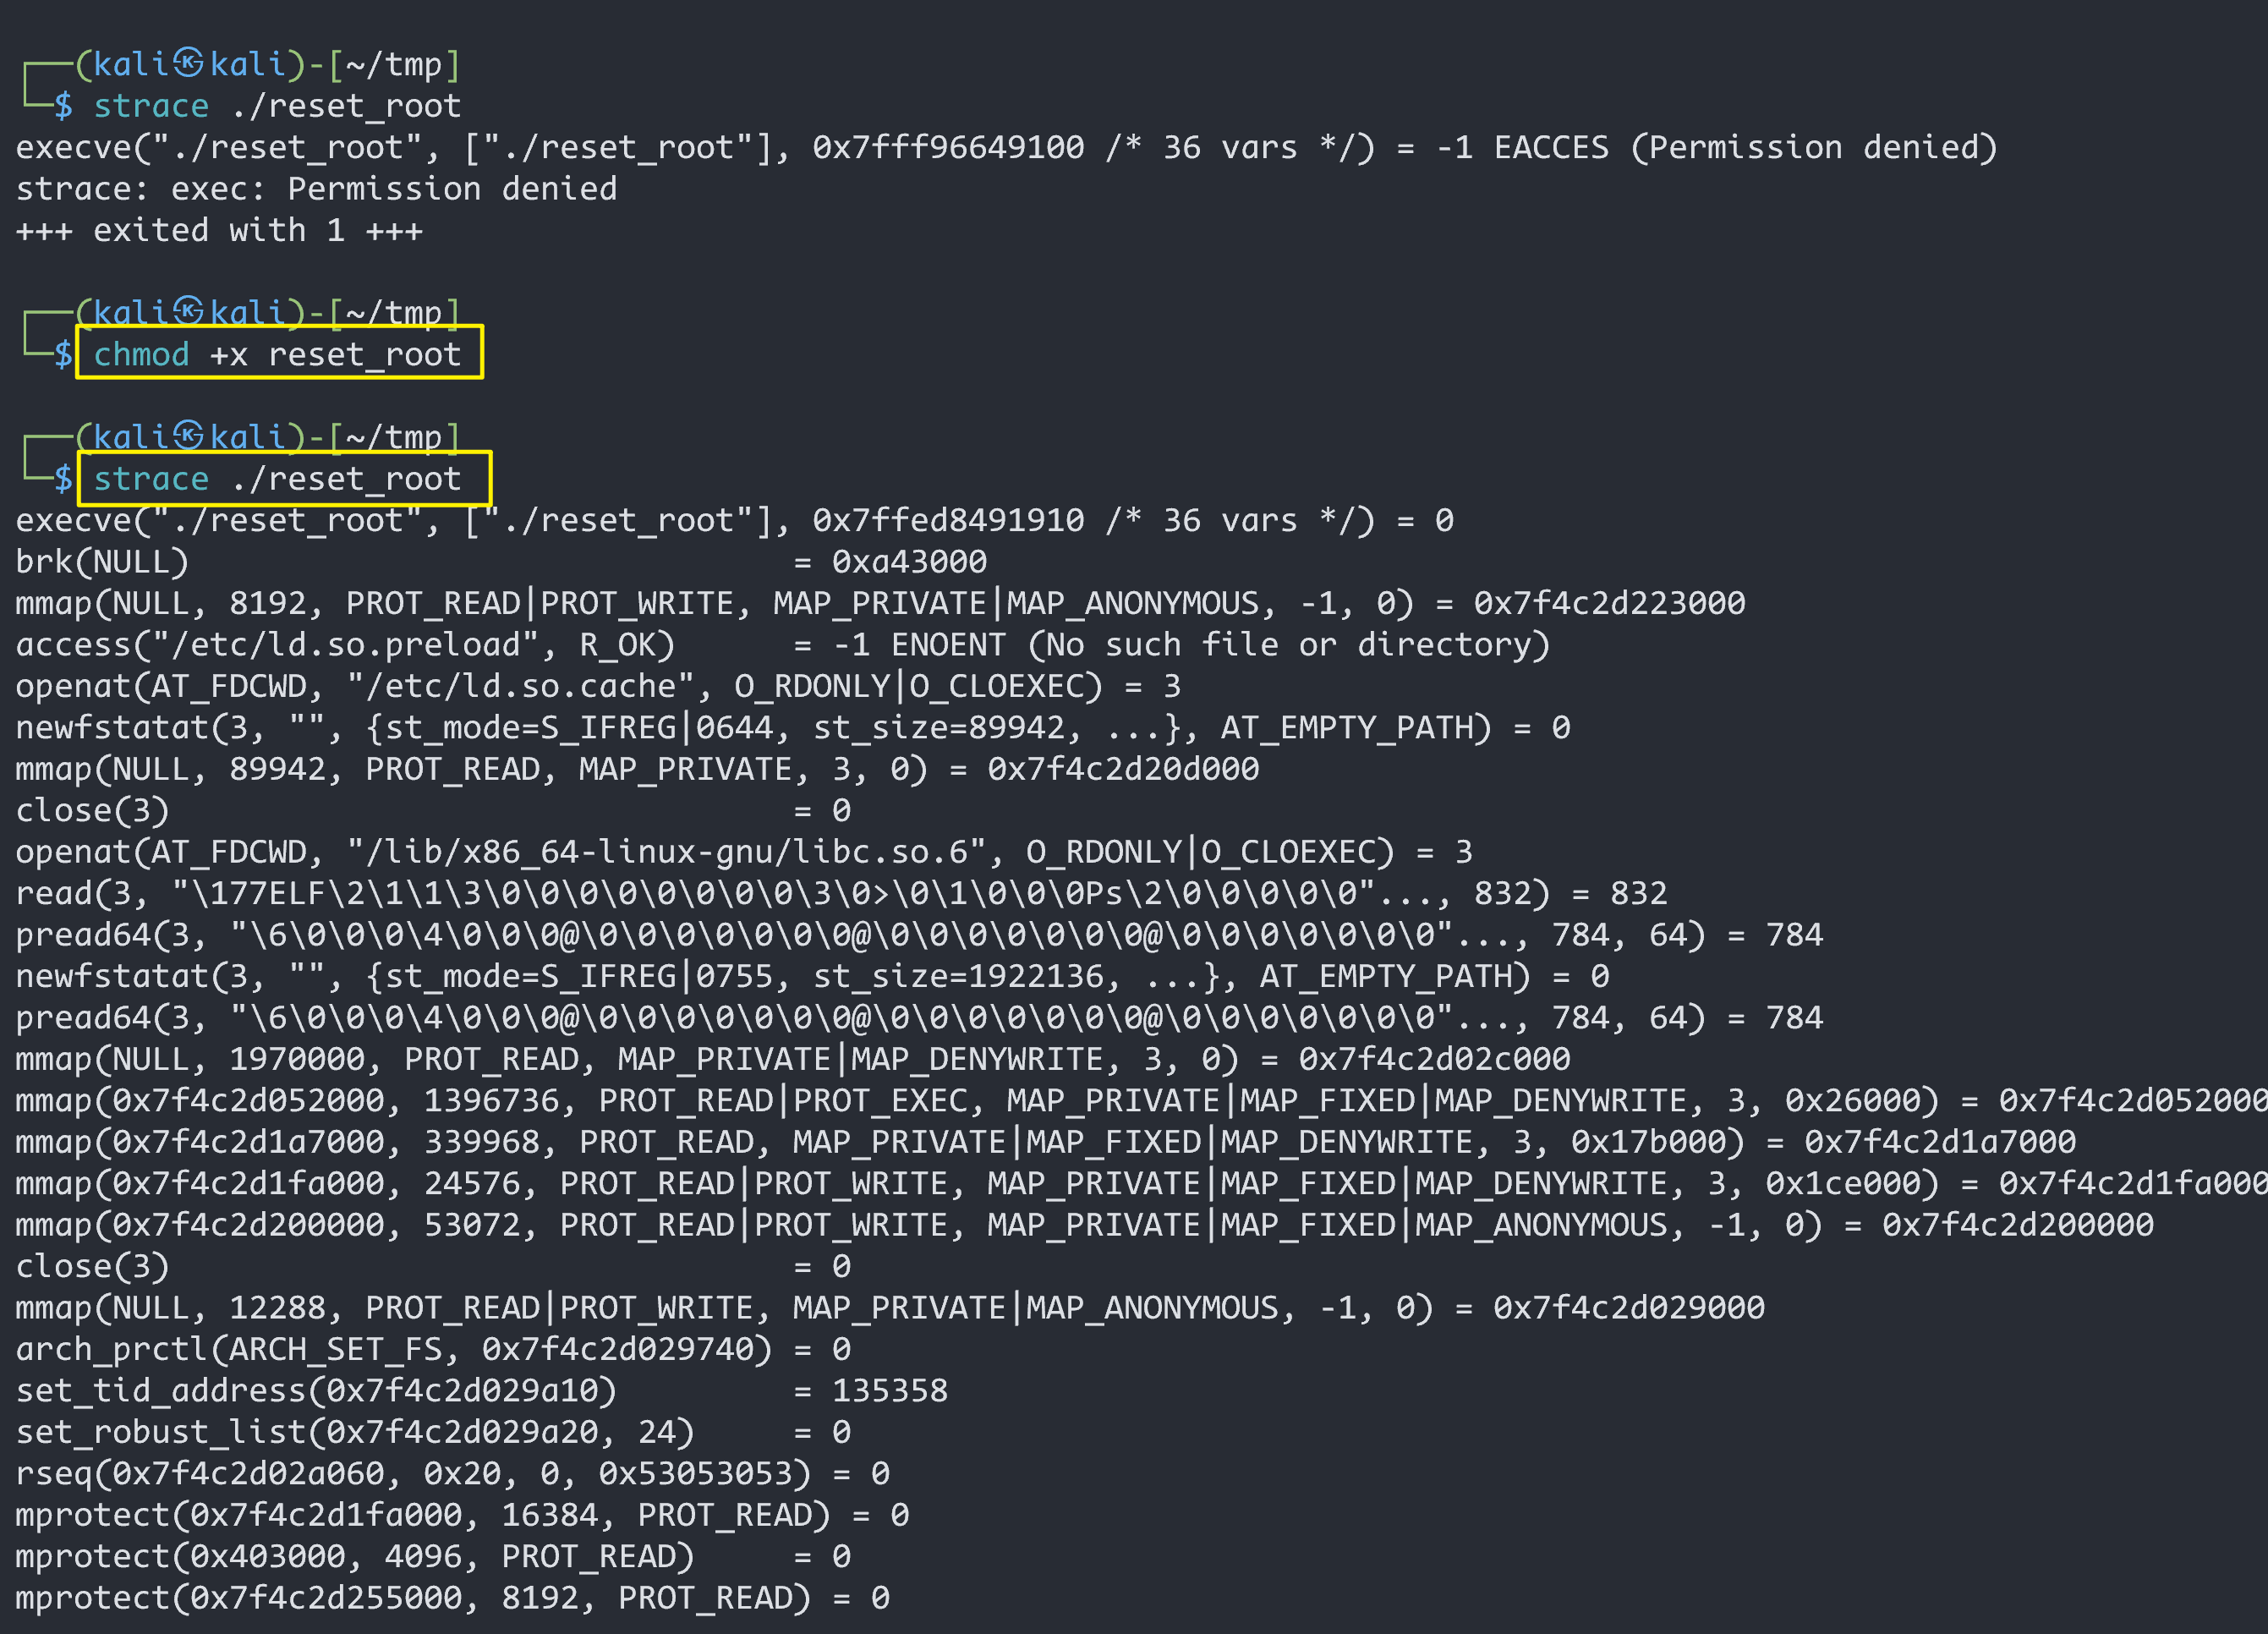 ┌──(kali㉿kali)-[~/tmp]
└─$ strace ./reset_root
execve("./reset_root", ["./reset_root"], 0x7fff96649100 /* 36 vars */) = -1 EACCES (Permission denied)
strace: exec: Permission denied
+++ exited with 1 +++
┌──(kali㉿kali)-[~/tmp]
└─$ chmod +x reset_root
┌──(kali㉿kali)-[~/tmp]
└─$ strace ./reset_root
execve("./reset_root", ["./reset_root"], 0x7ffed8491910 /* 36 vars */) = 0
brk(NULL)                               = 0xa43000
mmap(NULL, 8192, PROT_READ|PROT_WRITE, MAP_PRIVATE|MAP_ANONYMOUS, -1, 0) = 0x7f4c2d223000
access("/etc/ld.so.preload", R_OK)      = -1 ENOENT (No such file or directory)
openat(AT_FDCWD, "/etc/ld.so.cache", O_RDONLY|O_CLOEXEC) = 3
newfstatat(3, "", {st_mode=S_IFREG|0644, st_size=89942, ...}, AT_EMPTY_PATH) = 0
mmap(NULL, 89942, PROT_READ, MAP_PRIVATE, 3, 0) = 0x7f4c2d20d000
close(3)                                = 0
openat(AT_FDCWD, "/lib/x86_64-linux-gnu/libc.so.6", O_RDONLY|O_CLOEXEC) = 3
read(3, "\177ELF\2\1\1\3\0\0\0\0\0\0\0\0\3\0>\0\1\0\0\0Ps\2\0\0\0\0\0"..., 832) = 832
pread64(3, "\6\0\0\0\4\0\0\0@\0\0\0\0\0\0\0@\0\0\0\0\0\0\0@\0\0\0\0\0\0\0"..., 784, 64) = 784
newfstatat(3, "", {st_mode=S_IFREG|0755, st_size=1922136, ...}, AT_EMPTY_PATH) = 0
pread64(3, "\6\0\0\0\4\0\0\0@\0\0\0\0\0\0\0@\0\0\0\0\0\0\0@\0\0\0\0\0\0\0"..., 784, 64) = 784
mmap(NULL, 1970000, PROT_READ, MAP_PRIVATE|MAP_DENYWRITE, 3, 0) = 0x7f4c2d02c000
mmap(0x7f4c2d052000, 1396736, PROT_READ|PROT_EXEC, MAP_PRIVATE|MAP_FIXED|MAP_DENYWRITE, 3, 0x26000) = 0x7f4c2d052000
mmap(0x7f4c2d1a7000, 339968, PROT_READ, MAP_PRIVATE|MAP_FIXED|MAP_DENYWRITE, 3, 0x17b000) = 0x7f4c2d1a7000
mmap(0x7f4c2d1fa000, 24576, PROT_READ|PROT_WRITE, MAP_PRIVATE|MAP_FIXED|MAP_DENYWRITE, 3, 0x1ce000) = 0x7f4c2d1fa000
mmap(0x7f4c2d200000, 53072, PROT_READ|PROT_WRITE, MAP_PRIVATE|MAP_FIXED|MAP_ANONYMOUS, -1, 0) = 0x7f4c2d200000
close(3)                                = 0
mmap(NULL, 12288, PROT_READ|PROT_WRITE, MAP_PRIVATE|MAP_ANONYMOUS, -1, 0) = 0x7f4c2d029000
arch_prctl(ARCH_SET_FS, 0x7f4c2d029740) = 0
set_tid_address(0x7f4c2d029a10)         = 135358
set_robust_list(0x7f4c2d029a20, 24)     = 0
rseq(0x7f4c2d02a060, 0x20, 0, 0x53053053) = 0
mprotect(0x7f4c2d1fa000, 16384, PROT_READ) = 0
mprotect(0x403000, 4096, PROT_READ)     = 0
mprotect(0x7f4c2d255000, 8192, PROT_READ) = 0